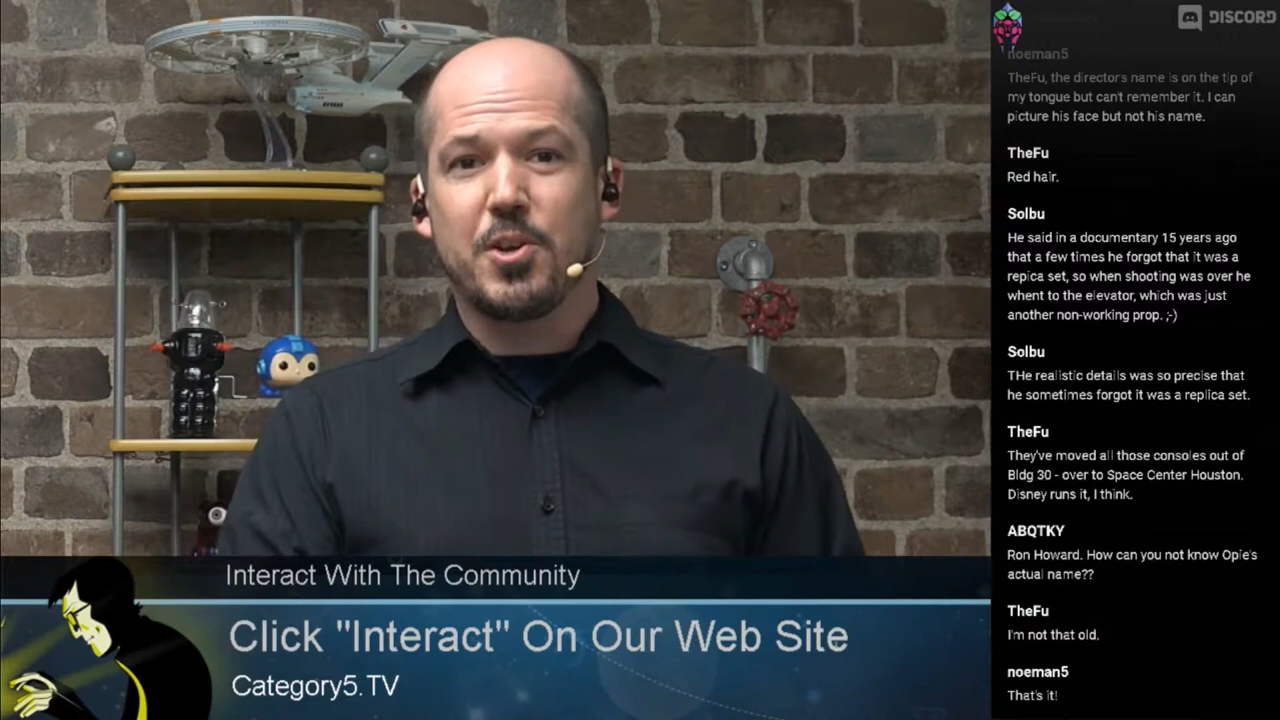 DISCORD
noeman5
TheFu, the directors name is on the tip of
my tongue but can't remember it. I can
picture his face but not his name.
TheFu
Red hair.
Solbu
He said in a documentary 15 years ago
that a few times he forgot that it was a
repica set, so when shooting was over he
whent to the elevator, which was just
another non-working prop. ;-)
Solbu
THe realistic details was so precise that
he sometimes forgot it was a replica set.
TheFu
They've moved all those consoles out of
Bldg 30 - over to Space Center Houston.
Disney runs it, I think.
ABQTKY
Ron Howard. How can you not know Opie's
actual name??
TheFu
I'm not that old.
noeman5
That's it!
Interact With The Community
Click "Interact" On Our Web Site
Category5.TV